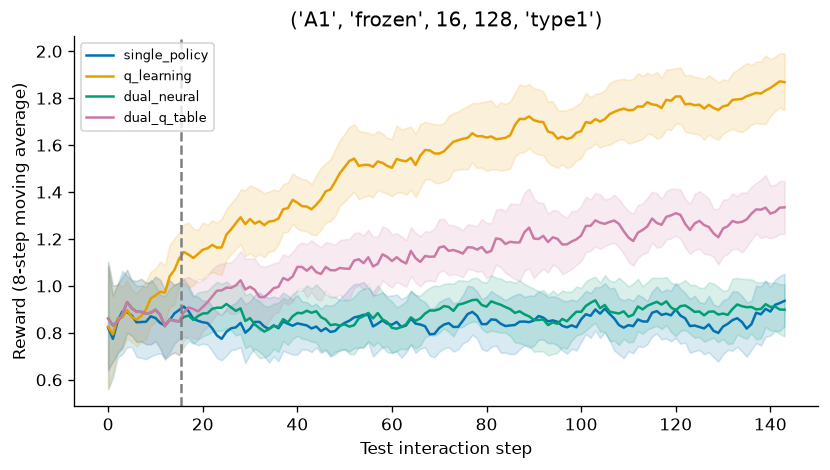 ('A1', 'frozen', 16, 128, 'type1')
Reward (8-step moving average)
2.0
1.8
1.6
1.4
1.2
1.0
0.8
0.6
single_policy
q_learning
dual_neural
dual_q_table
0 20 40 60 80 100 120 140
Test interaction step